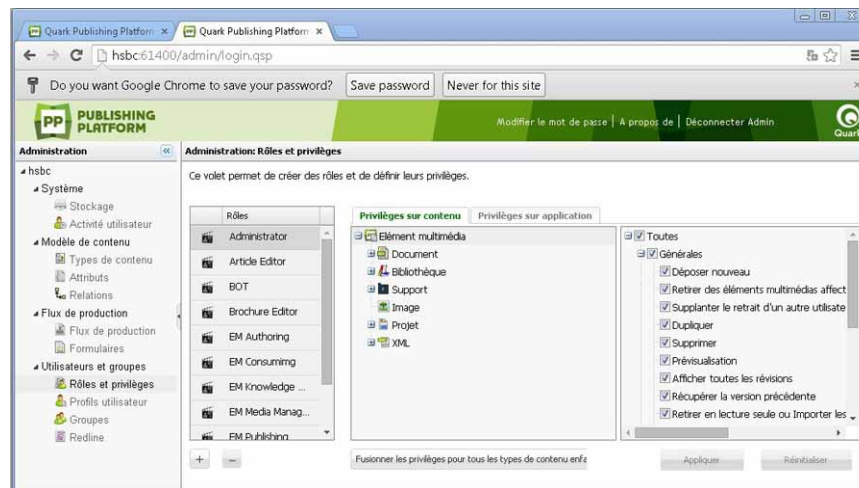 Quark Publishing Platform
Quark Publishing Platform
hsbc:61400/admin/login.qsp
Do you want Google Chrome to save your password?
Save password
Never for this site
PP
PUBLISHING
PLATFORM
Modifier le mot de passe | A propos de | Déconnecter Admin
Quark
Administration
hsbc
Système
Stockage
Activité utilisateur
Modèle de contenu
Types de contenu
Attributs
Relations
Flux de production
Flux de production
Formulaires
Utilisateurs et groupes
Rôles et privilèges
Profils utilisateur
Groupes
Redline
Administration: Rôles et privilèges
Ce volet permet de créer des rôles et de définir leurs privilèges.
Rôles
Administrator
Article Editor
BOT
Brochure Editor
EM Authoring
EM Consumimg
EM Knowledge ...
EM Media Manag...
EM Publishing
Privilèges sur contenu
Privilèges sur application
Elément multimédia
Document
Bibliothèque
Support
Image
Projet
XML
Toutes
Générales
Déposer nouveau
Retirer des éléments multimédias affect
Supplanter le retrait d'un autre utilisate
Dupliquer
Supprimer
Prévisualisation
Afficher toutes les révisions
Récupérer la version précédente
Retirer en lecture seule ou Importer les
Fusionner les privilèges pour tous les types de contenu enfa
Appliquer
Réinitialiser